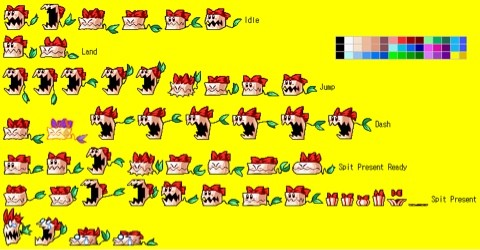 Idle
Land
Jump
Dash
Spit Present Ready
Spit Present